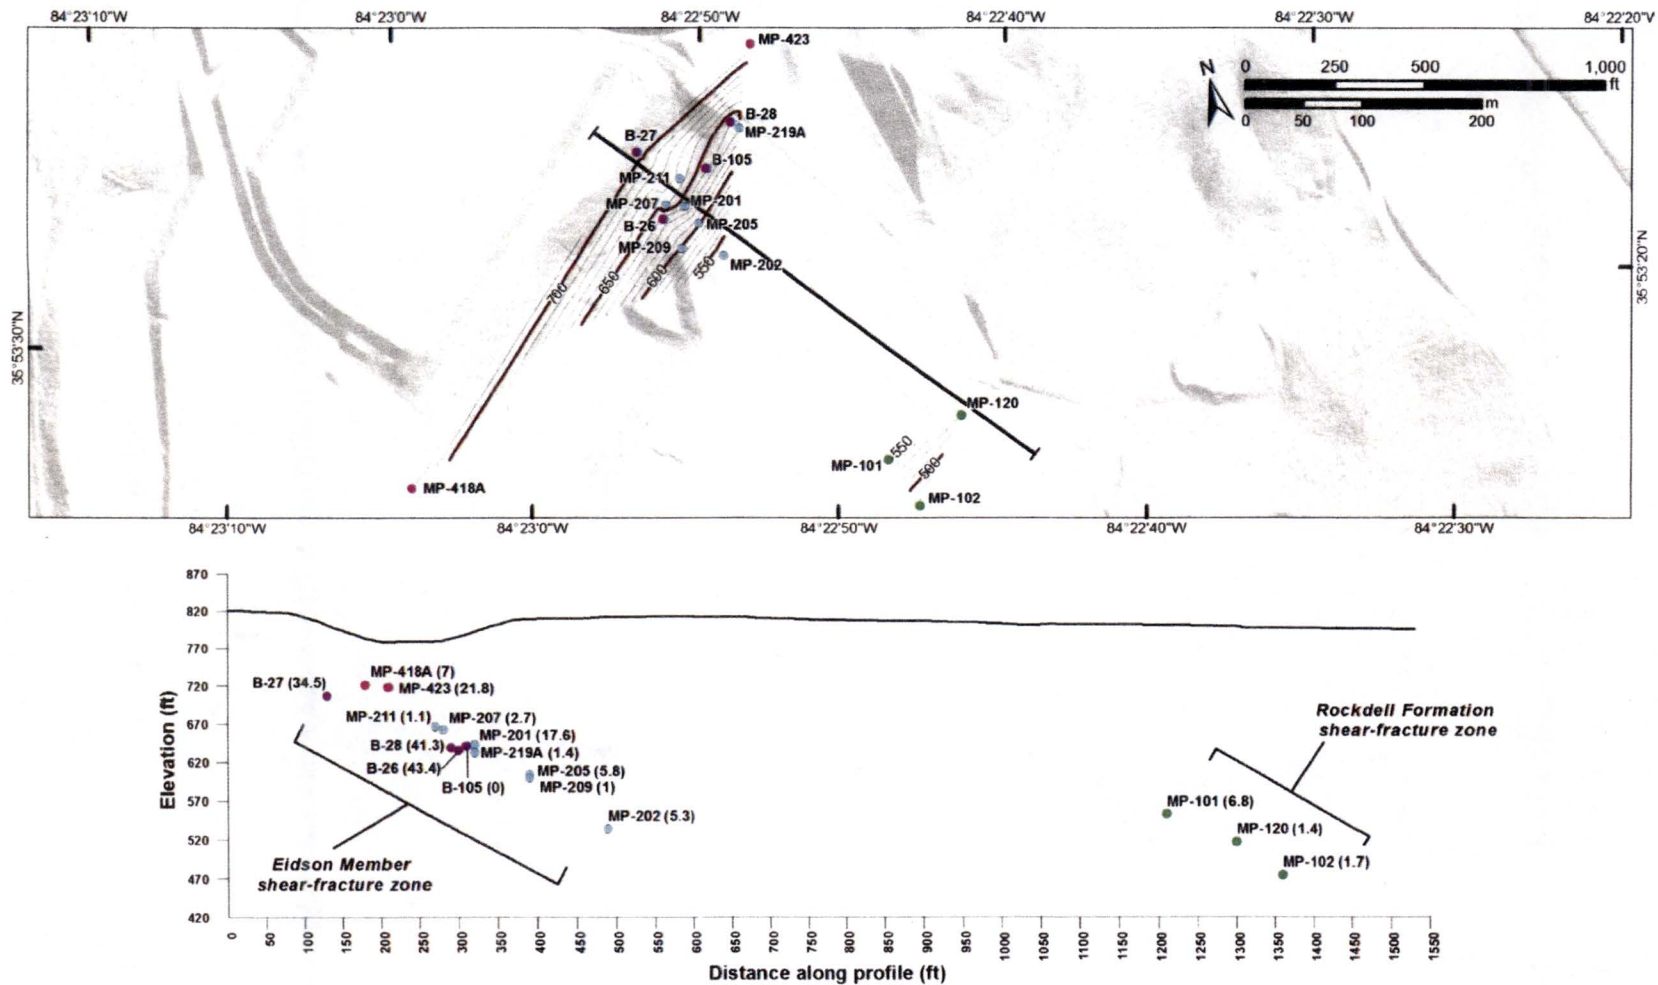 84°23'10"W
84°23'0"W
84°22'50"W
84°22'40"W
84°22'30"W
84°22'20"W
MP-423
N
0 250 500 1,000
ft
m
0 50 100 200
B-28
MP-219A
B-27
B-105
MP-211
MP-207
MP-201
B-26
MP-205
MP-209
MP-202
700
650
600
550
35°53'20"N
35°53'30"N
MP-120
550
MP-101
500
MP-102
MP-418A
84°23'10"W
84°23'0"W
84°22'50"W
84°22'40"W
84°22'30"W
870
820
770
720
670
620
570
520
470
420
Elevation (ft)
MP-418A (7)
B-27 (34.5)
MP-423 (21.8)
MP-211 (1.1)
MP-207 (2.7)
MP-201 (17.6)
B-28 (41.3)
MP-219A (1.4)
B-26 (43.4)
MP-205 (5.8)
B-105 (0)
MP-209 (1)
MP-202 (5.3)
Eidson Member
shear-fracture zone
Rockdell Formation
shear-fracture zone
MP-101 (6.8)
MP-120 (1.4)
MP-102 (1.7)
0 50 100 150 200 250 300 350 400 450 500 550 600 650 700 750 800 850 900 950 1000 1050 1100 1150 1200 1250 1300 1350 1400 1450 1500 1550
Distance along profile (ft)